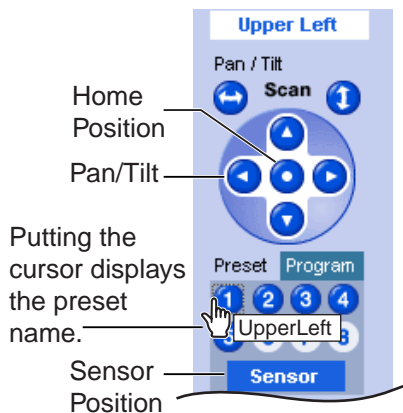 Upper Left
Pan / Tilt
Scan
Home
Position
Pan/Tilt
Putting the
cursor displays
the preset
name.
Preset Program
1 2 3 4
UpperLeft
Sensor
Sensor
Position